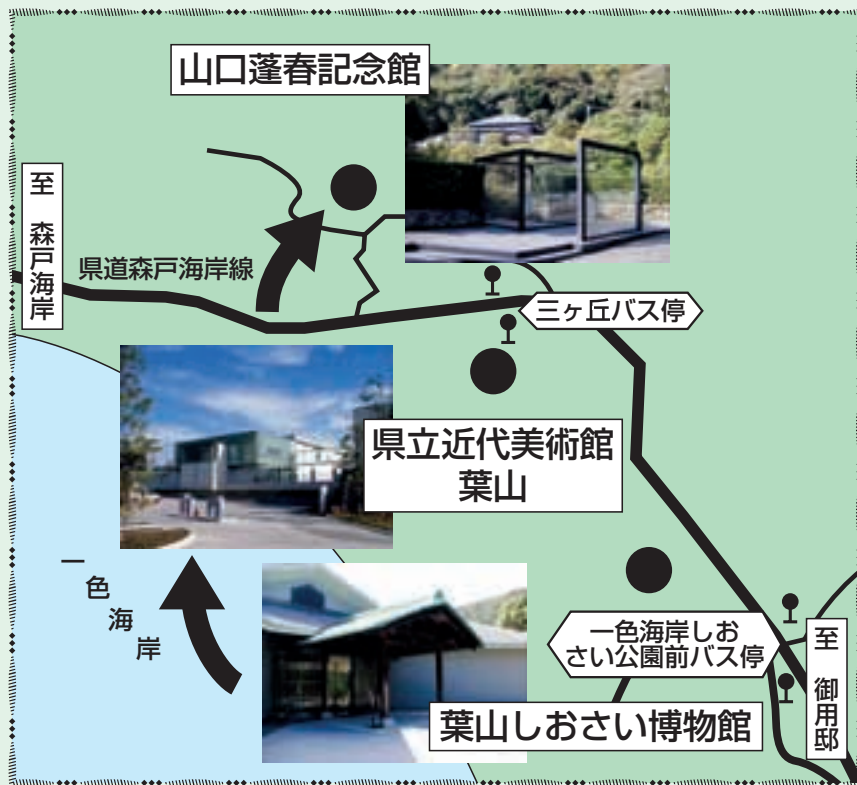 山口蓬春記念館
至 森戸海岸
県道森戸海岸線
三ヶ丘バス停
県立近代美術館
葉山
一色海岸
一色海岸しお
さい公園前バス停
至 御用邸
葉山しおさい博物館